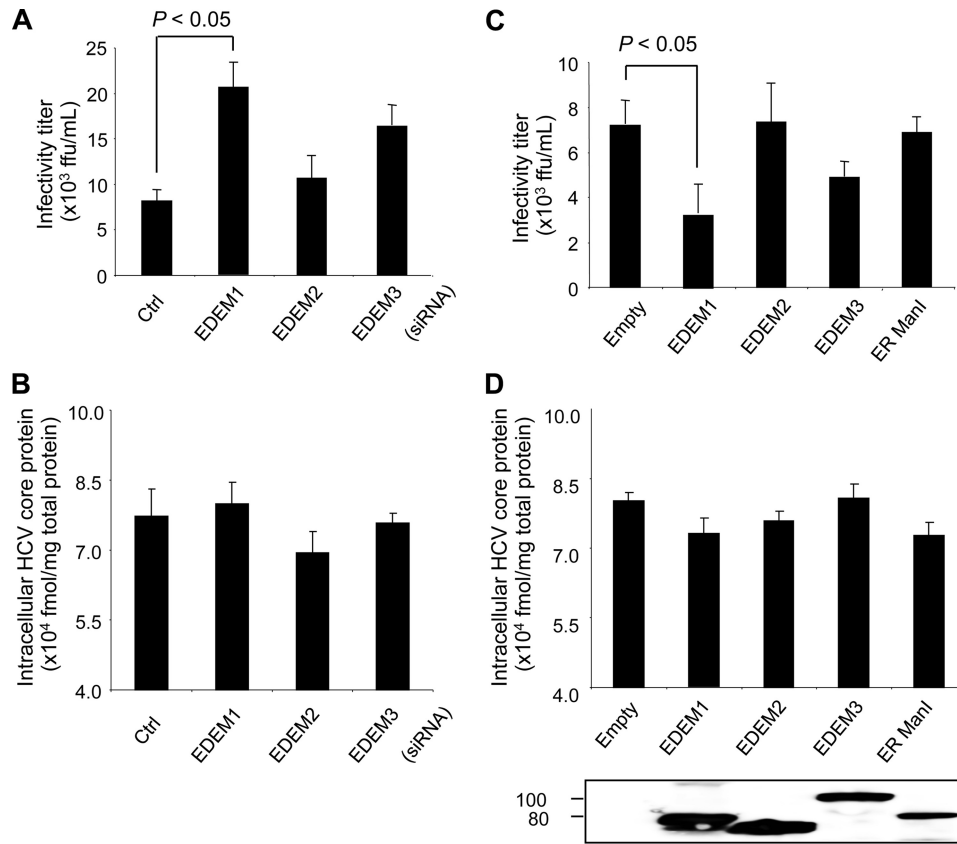 A
P < 0.05
Infectivity titer
(x10³ ffu/mL)
25
20
15
10
5
0
Ctrl
EDEM1
EDEM2
EDEM3
(siRNA)
B
Intracellular HCV core protein
(x10⁴ fmol/mg total protein)
10.0
8.5
7.0
5.5
4.0
Ctrl
EDEM1
EDEM2
EDEM3
(siRNA)
C
P < 0.05
Infectivity titer
(x10³ ffu/mL)
10
8
6
4
2
0
Empty
EDEM1
EDEM2
EDEM3
ER ManI
D
Intracellular HCV core protein
(x10⁴ fmol/mg total protein)
10.0
8.5
7.0
5.5
4.0
Empty
EDEM1
EDEM2
EDEM3
ER ManI
100
80